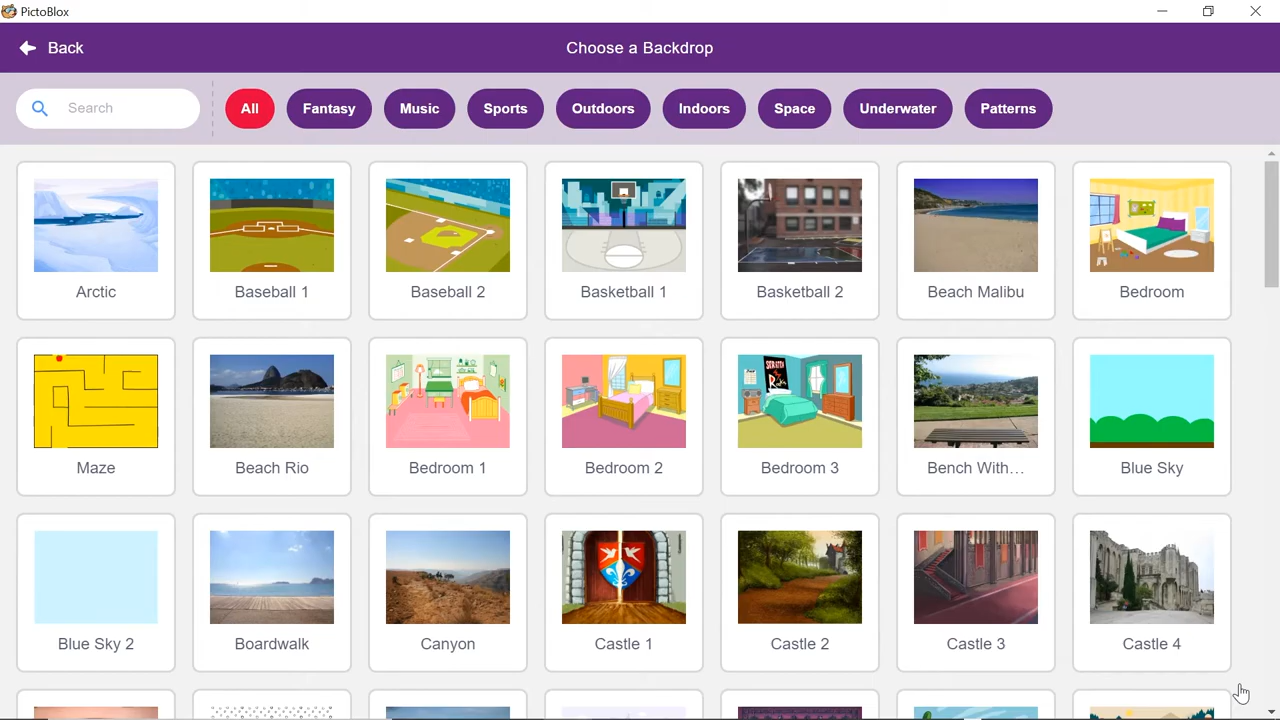 PictoBlox
Back
Choose a Backdrop
Search
All
Fantasy
Music
Sports
Outdoors
Indoors
Space
Underwater
Patterns
Arctic
Baseball 1
Baseball 2
Basketball 1
Basketball 2
Beach Malibu
Bedroom
SCRATCH
Maze
Beach Rio
Bedroom 1
Bedroom 2
Bedroom 3
Bench With...
Blue Sky
Blue Sky 2
Boardwalk
Canyon
Castle 1
Castle 2
Castle 3
Castle 4